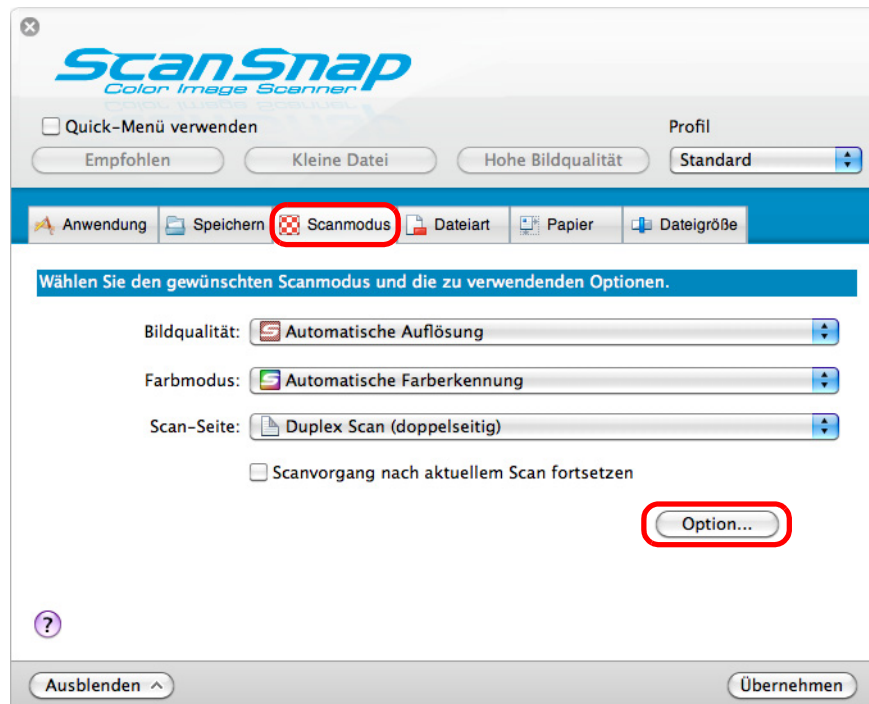 ScanSnap
Color Image Scanner
Quick-Menü verwenden
Profil
Empfohlen Kleine Datei Hohe Bildqualität Standard
Anwendung Speichern Scanmodus Dateiart Papier Dateigröße
Wählen Sie den gewünschten Scanmodus und die zu verwendenden Optionen.
Bildqualität: Automatische Auflösung
Farbmodus: Automatische Farberkennung
Scan-Seite: Duplex Scan (doppelseitig)
Scanvorgang nach aktuellem Scan fortsetzen
Option...
?
Ausblenden Übernehmen